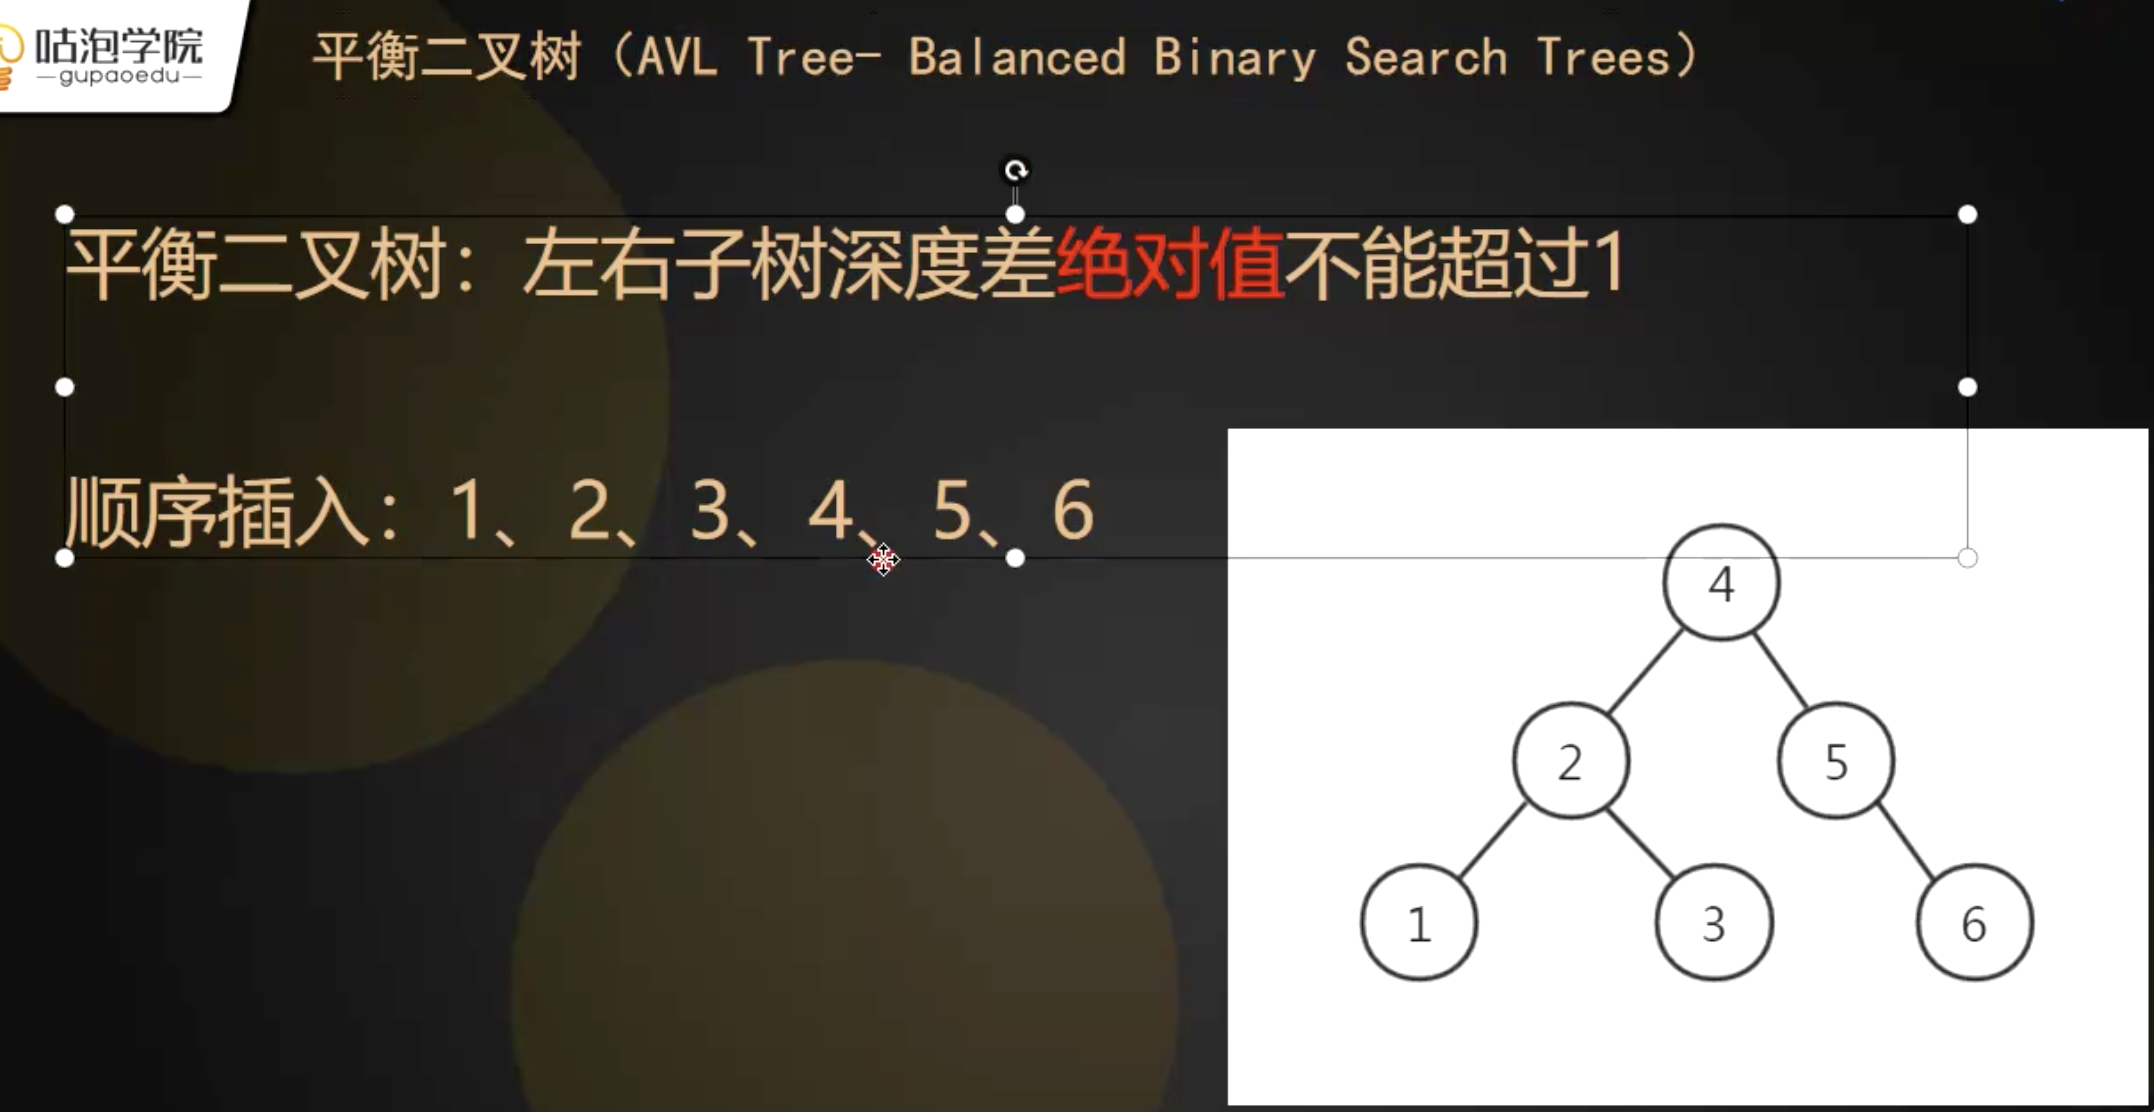 咕泡学院
—gupaoedu—
平衡二叉树（AVL Tree- Balanced Binary Search Trees）
平衡二叉树：左右子树深度差绝对值不能超过1
顺序插入：1、2、3、4、5、6
4
2
5
1
3
6